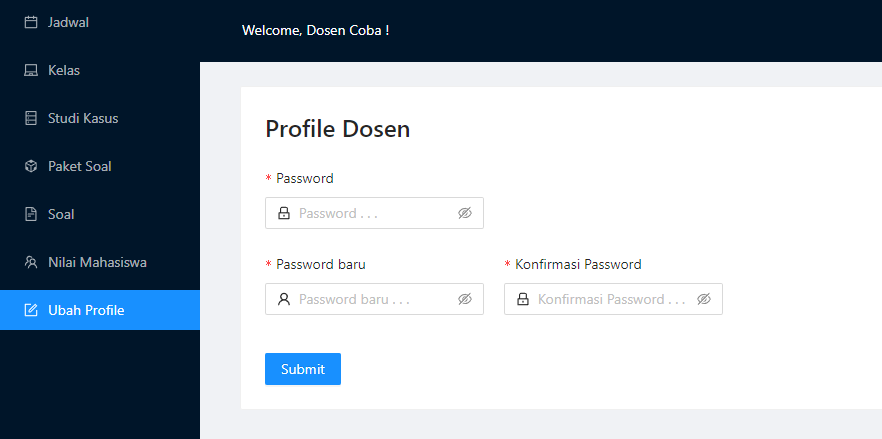 Jadwal
Kelas
Studi Kasus
Paket Soal
Soal
Nilai Mahasiswa
Ubah Profile
Welcome, Dosen Coba !
Profile Dosen
* Password
Password . . .
* Password baru
Password baru . . .
* Konfirmasi Password
Konfirmasi Password . . .
Submit